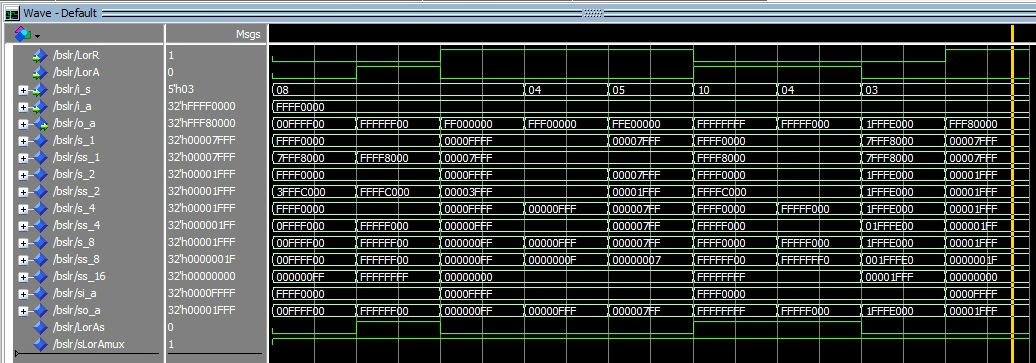 Wave - Default
Msgs
/bslr/LorR 1
/bslr/LorA 0
/bslr/i_s 5'h03 08 04 05 10 04 03
/bslr/i_a 32'hFFFF0000 FFFF0000
/bslr/o_a 32'hFFF80000 00FFFF00 FFFFFF00 FF000000 FFF00000 FFE00000 FFFFFFFF FFFFF000 1FFFE000 FFF80000
/bslr/s_1 32'h00007FFF FFFF0000 0000FFFF 00007FFF FFFF0000 7FFF8000 00007FFF
/bslr/ss_1 32'h00007FFF 7FFF8000 FFFF8000 00007FFF FFFF8000 7FFF8000 00007FFF
/bslr/s_2 32'h00001FFF FFFF0000 0000FFFF 00007FFF FFFF0000 1FFFE000 00001FFF
/bslr/ss_2 32'h00001FFF 3FFFC000 FFFFC000 00003FFF 00001FFF FFFFC000 1FFFE000 00001FFF
/bslr/s_4 32'h00001FFF FFFF0000 0000FFFF 00000FFF 000007FF FFFF0000 FFFFF000 1FFFE000 00001FFF
/bslr/ss_4 32'h000001FF 0FFFF000 FFFFF000 00000FFF 000007FF FFFFF000 01FFFE00 000001FF
/bslr/s_8 32'h00001FFF 00FFFF00 FFFFFF00 000000FF 00000FFF 000007FF FFFF0000 FFFFF000 1FFFE000 00001FFF
/bslr/ss_8 32'h0000001F 00FFFF00 FFFFFF00 000000FF 0000000F 00000007 FFFFFF00 FFFFFFF0 001FFFE0 0000001F
/bslr/ss_16 32'h00000000 000000FF FFFFFFFF 00000000 FFFFFFFF 00001FFF 00000000
/bslr/si_a 32'h0000FFFF FFFF0000 0000FFFF FFFF0000 0000FFFF
/bslr/so_a 32'h00001FFF 00FFFF00 FFFFFF00 000000FF 00000FFF 000007FF FFFFFFFF FFFFF000 1FFFE000 00001FFF
/bslr/LorAs 0
/bslr/sLorAmux 1